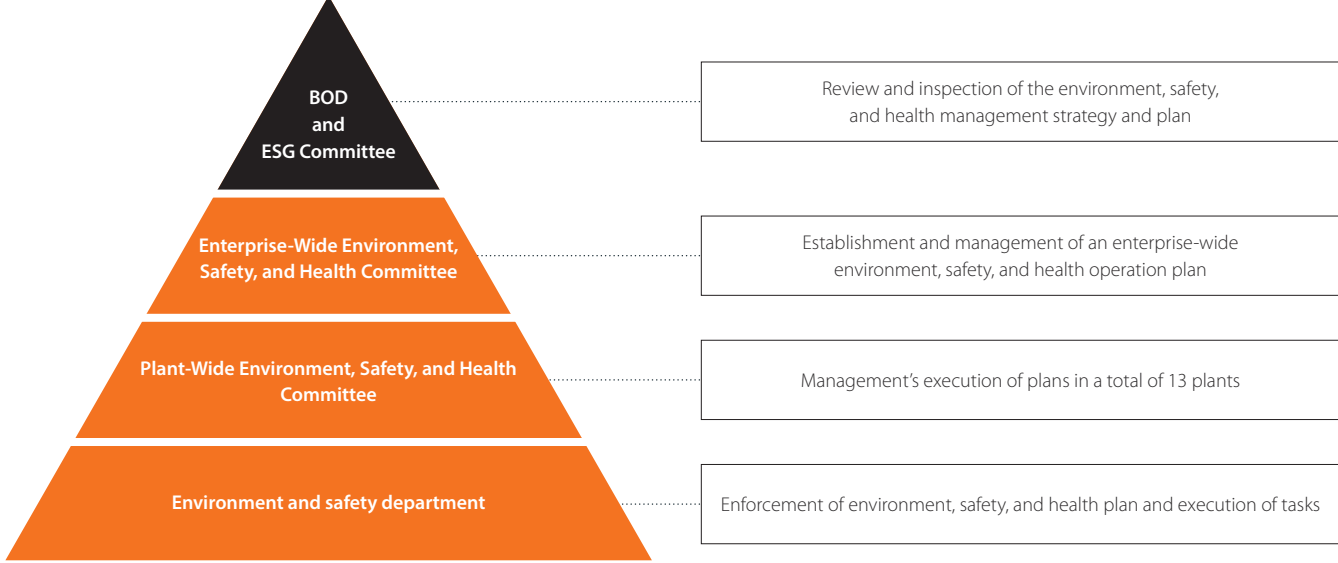 BOD
and
ESG Committee
Review and inspection of the environment, safety,
and health management strategy and plan
Enterprise-Wide Environment,
Safety, and Health Committee
Establishment and management of an enterprise-wide
environment, safety, and health operation plan
Plant-Wide Environment, Safety, and Health
Committee
Management’s execution of plans in a total of 13 plants
Environment and safety department
Enforcement of environment, safety, and health plan and execution of tasks